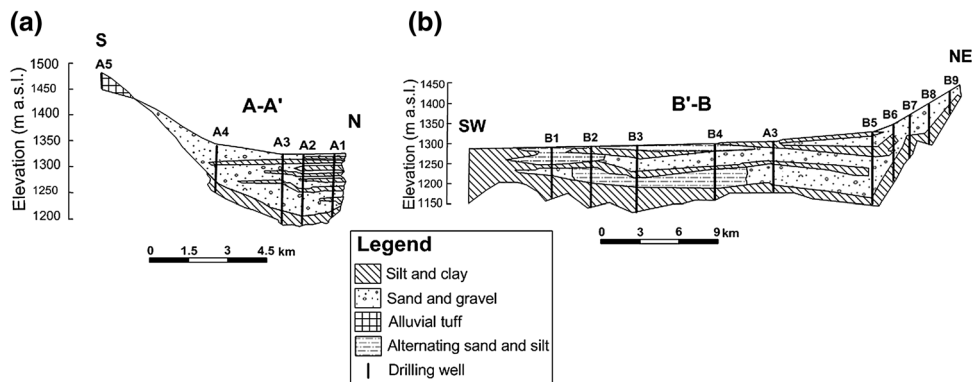 (a)
S
A5
A-A'
N
A4
A3
A2
A1
Elevation (m a.s.l.)
1500
1450
1400
1350
1300
1250
1200
0 1.5 3 4.5 km
(b)
NE
B'-B
SW
B1
B2
B3
B4
A3
B5
B6
B7
B8
B9
Elevation (m a.s.l.)
1450
1400
1350
1300
1250
1200
1150
0 3 6 9 km
Legend
Silt and clay
Sand and gravel
Alluvial tuff
Alternating sand and silt
Drilling well